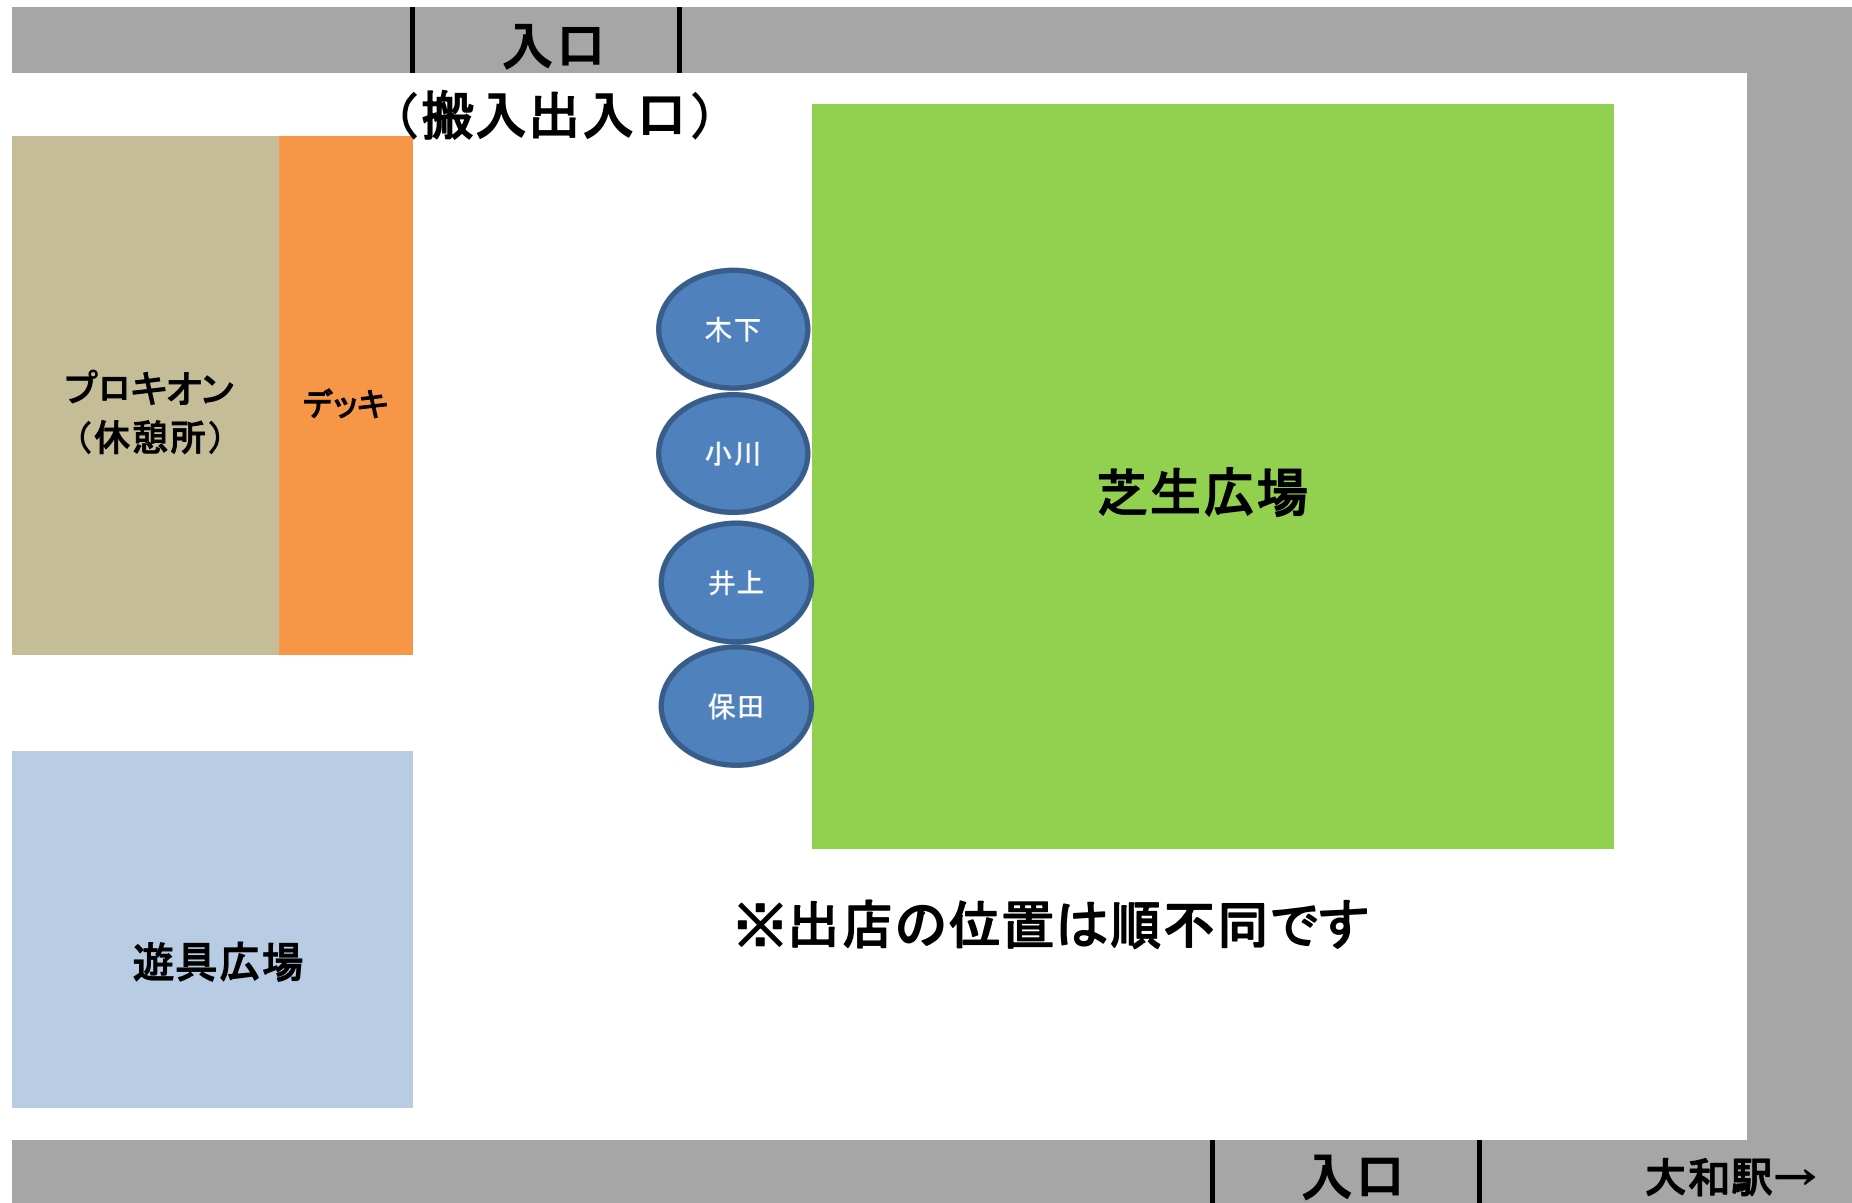 入口
（搬入出入口）
木下
プロキオン
（休憩所）
デッキ
小川
芝生広場
井上
保田
※出店の位置は順不同です
遊具広場
入口
大和駅→